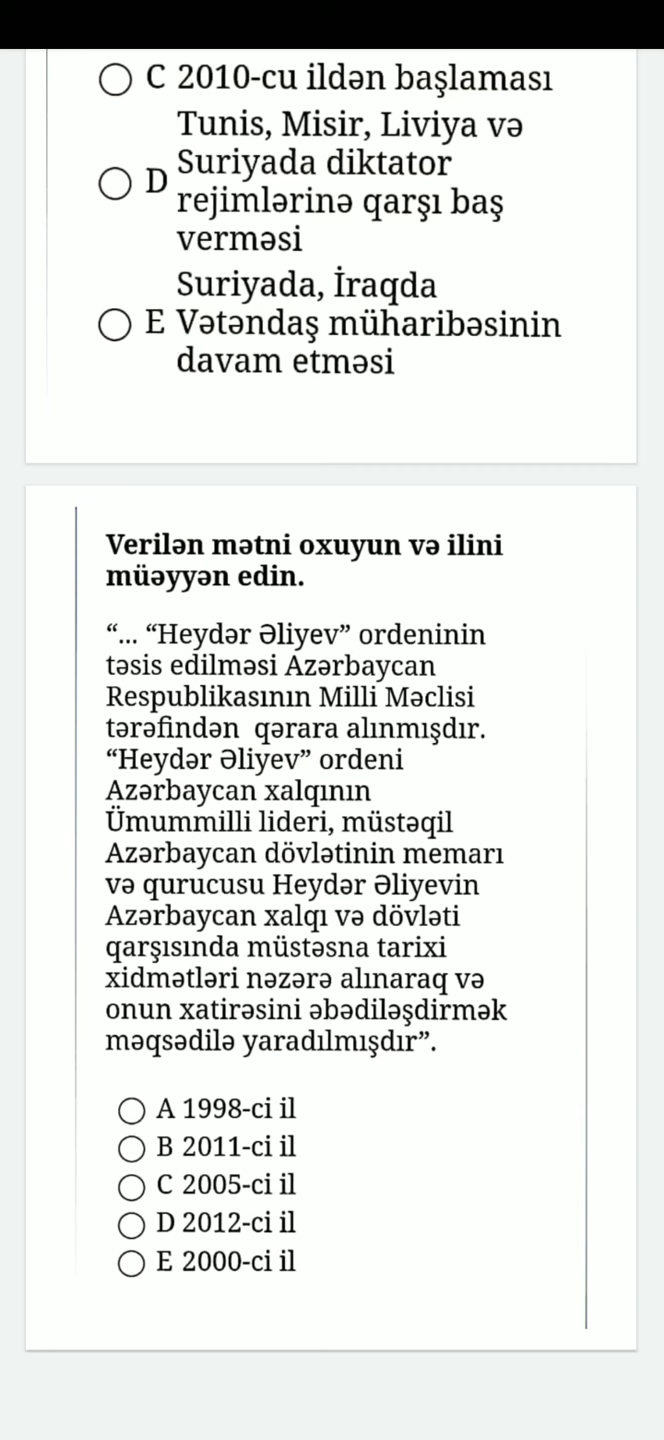 C 2010-cu ildən başlaması
Tunis, Misir, Liviya və
D Suriyada diktator
rejimlərinə qarşı baş
verməsi
Suriyada, İraqda
E Vətəndaş müharibəsinin
davam etməsi
Verilən mətni oxuyun və ilini
müəyyən edin.
“... “Heydər Əliyev” ordeninin
təsis edilməsi Azərbaycan
Respublikasının Milli Məclisi
tərəfindən qərara alınmışdır.
“Heydər Əliyev” ordeni
Azərbaycan xalqının
Ümummilli lideri, müstəqil
Azərbaycan dövlətinin memarı
və qurucusu Heydər Əliyevin
Azərbaycan xalqı və dövləti
qarşısında müstəsna tarixi
xidmətləri nəzərə alınaraq və
onun xatirəsini əbədiləşdirmək
məqsədilə yaradılmışdır”.
A 1998-ci il
B 2011-ci il
C 2005-ci il
D 2012-ci il
E 2000-ci il